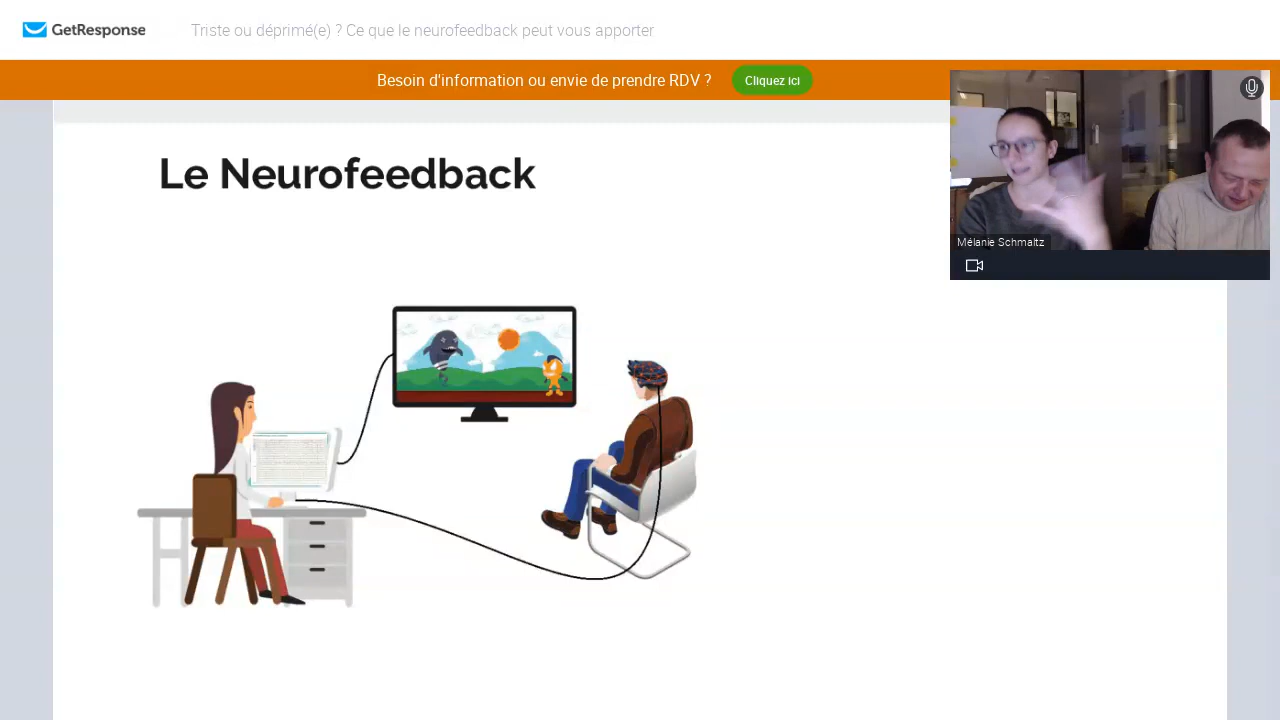 GetResponse
Triste ou déprimé(e) ? Ce que le neurofeedback peut vous apporter
Besoin d'information ou envie de prendre RDV ?
Cliquez ici
Mélanie Schmaltz
Le Neurofeedback